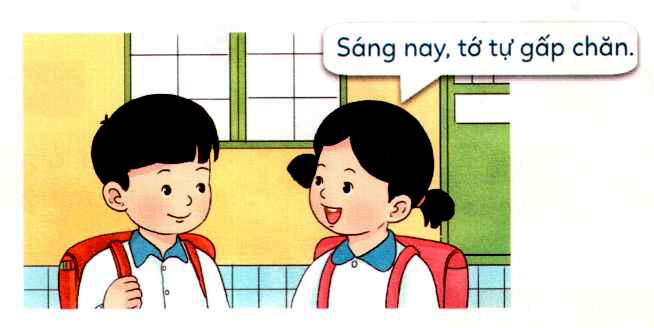 Sáng nay, tớ tự gấp chăn.